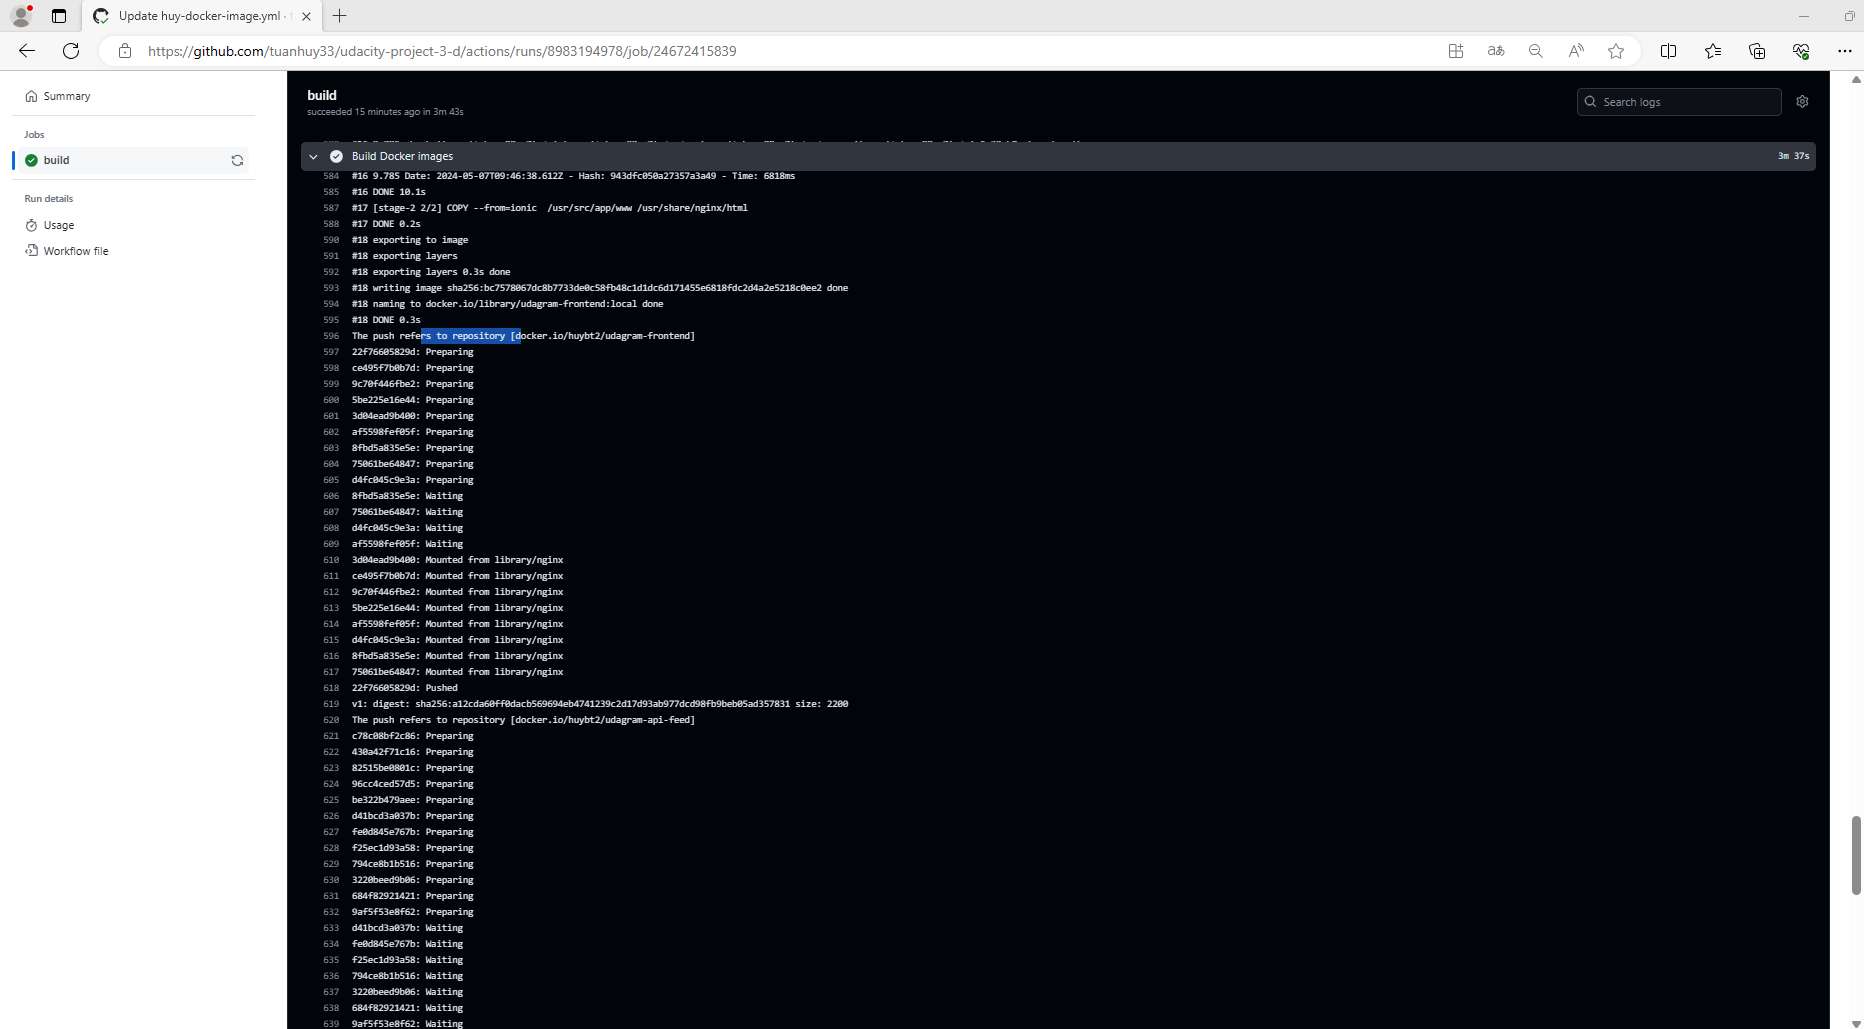 Update huy-docker-image.yml ·
https://github.com/tuanhuy33/udacity-project-3-d/actions/runs/8983194978/job/24672415839
Summary
Jobs
build
Run details
Usage
Workflow file
build
succeeded 15 minutes ago in 3m 43s
Search logs
Build Docker images
3m 37s
584 #16 9.785 Date: 2024-05-07T09:46:38.612Z - Hash: 943dfc050a27357a3a49 - Time: 6818ms
585 #16 DONE 10.1s
587 #17 [stage-2 2/2] COPY --from=ionic  /usr/src/app/www /usr/share/nginx/html
588 #17 DONE 0.2s
590 #18 exporting to image
591 #18 exporting layers
592 #18 exporting layers 0.3s done
593 #18 writing image sha256:bc7578067dc8b7733de0c58fb48c1d1dc6d171455e6818fdc2d4a2e5218c0ee2 done
594 #18 naming to docker.io/library/udagram-frontend:local done
595 #18 DONE 0.3s
596 The push refers to repository [docker.io/huybt2/udagram-frontend]
597 22f76605829d: Preparing
598 ce495f7b0b7d: Preparing
599 9c70f446fbe2: Preparing
600 5be225e16e44: Preparing
601 3d04ead9b400: Preparing
602 af5598fef05f: Preparing
603 8fbd5a835e5e: Preparing
604 75061be64847: Preparing
605 d4fc045c9e3a: Preparing
606 8fbd5a835e5e: Waiting
607 75061be64847: Waiting
608 d4fc045c9e3a: Waiting
609 af5598fef05f: Waiting
610 3d04ead9b400: Mounted from library/nginx
611 ce495f7b0b7d: Mounted from library/nginx
612 9c70f446fbe2: Mounted from library/nginx
613 5be225e16e44: Mounted from library/nginx
614 af5598fef05f: Mounted from library/nginx
615 d4fc045c9e3a: Mounted from library/nginx
616 8fbd5a835e5e: Mounted from library/nginx
617 75061be64847: Mounted from library/nginx
618 22f76605829d: Pushed
619 v1: digest: sha256:a12cda60ff0dacb569694eb4741239c2d17d93ab977dcd98fb9beb05ad357831 size: 2200
620 The push refers to repository [docker.io/huybt2/udagram-api-feed]
621 c78c08bf2c86: Preparing
622 430a42f71c16: Preparing
623 82515be0801c: Preparing
624 96cc4ced57d5: Preparing
625 be322b479aee: Preparing
626 d41bcd3a037b: Preparing
627 fe0d845e767b: Preparing
628 f25ec1d93a58: Preparing
629 794ce8b1b516: Preparing
630 3220beed9b06: Preparing
631 684f82921421: Preparing
632 9af5f53e8f62: Preparing
633 d41bcd3a037b: Waiting
634 fe0d845e767b: Waiting
635 f25ec1d93a58: Waiting
636 794ce8b1b516: Waiting
637 3220beed9b06: Waiting
638 684f82921421: Waiting
639 9af5f53e8f62: Waiting